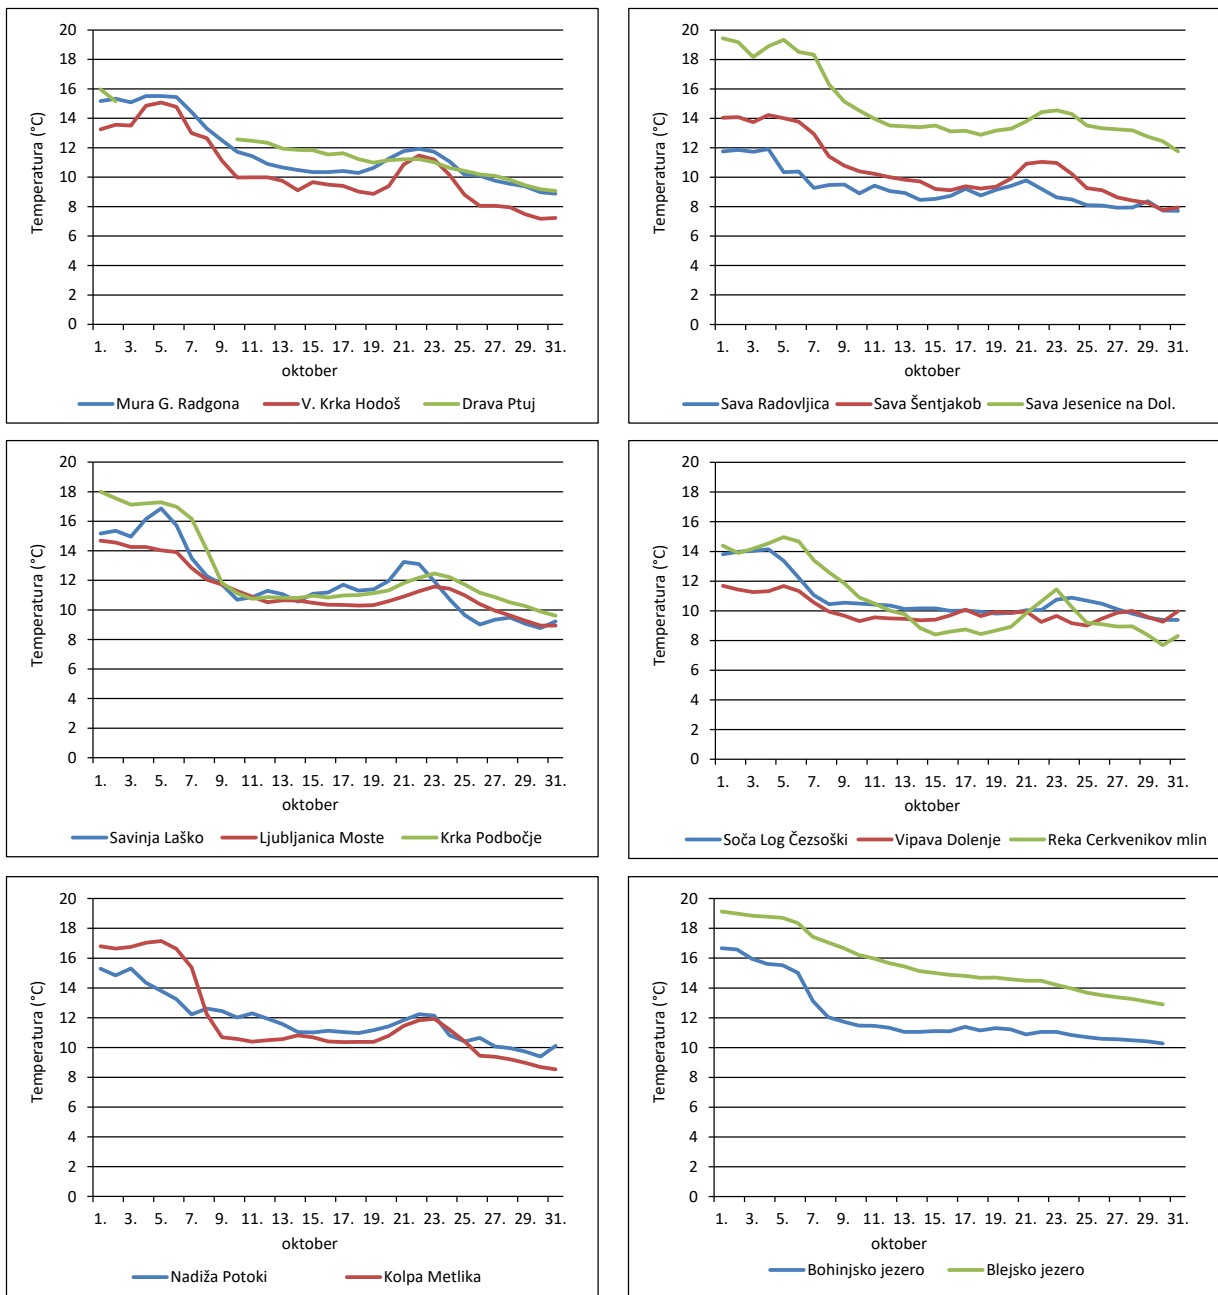 Temperatura (°C)
20
18
16
14
12
10
8
6
4
2
0
1. 3. 5. 7. 9. 11. 13. 15. 17. 19. 21. 23. 25. 27. 29. 31.
oktober
Mura G. Radgona V. Krka Hodoš Drava Ptuj
Temperatura (°C)
20
18
16
14
12
10
8
6
4
2
0
1. 3. 5. 7. 9. 11. 13. 15. 17. 19. 21. 23. 25. 27. 29. 31.
oktober
Sava Radovljica Sava Šentjakob Sava Jesenice na Dol.
Temperatura (°C)
20
18
16
14
12
10
8
6
4
2
0
1. 3. 5. 7. 9. 11. 13. 15. 17. 19. 21. 23. 25. 27. 29. 31.
oktober
Savinja Laško Ljubljanica Moste Krka Podbočje
Temperatura (°C)
20
18
16
14
12
10
8
6
4
2
0
1. 3. 5. 7. 9. 11. 13. 15. 17. 19. 21. 23. 25. 27. 29. 31.
oktober
Soča Log Čezsoški Vipava Dolenje Reka Cerkvenikov mlin
Temperatura (°C)
20
18
16
14
12
10
8
6
4
2
0
1. 3. 5. 7. 9. 11. 13. 15. 17. 19. 21. 23. 25. 27. 29. 31.
oktober
Nadiža Potoki Kolpa Metlika
Temperatura (°C)
20
18
16
14
12
10
8
6
4
2
0
1. 3. 5. 7. 9. 11. 13. 15. 17. 19. 21. 23. 25. 27. 29. 31.
oktober
Bohinjsko jezero Blejsko jezero